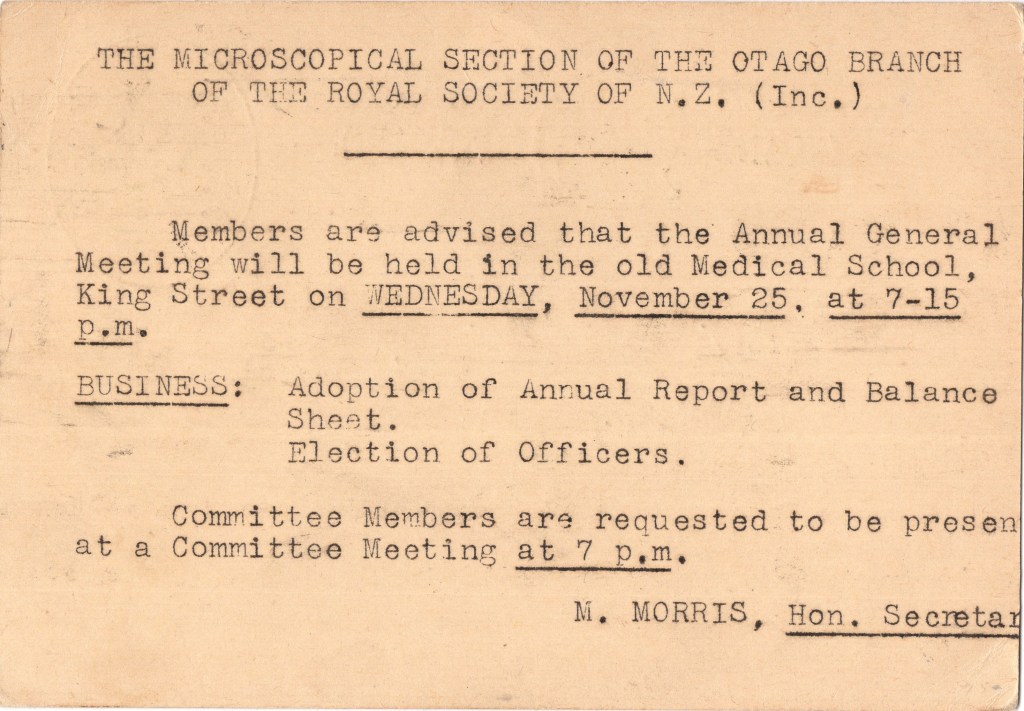 THE MICROSCOPICAL SECTION OF THE OTAGO BRANCH
OF THE ROYAL SOCIETY OF N.Z. (Inc.)
Members are advised that the Annual General
Meeting will be held in the old Medical School,
King Street on WEDNESDAY, November 25, at 7-15
p.m.
BUSINESS: Adoption of Annual Report and Balance
Sheet.
Election of Officers.
Committee Members are requested to be presen
at a Committee Meeting at 7 p.m.
M. MORRIS, Hon. Secretar